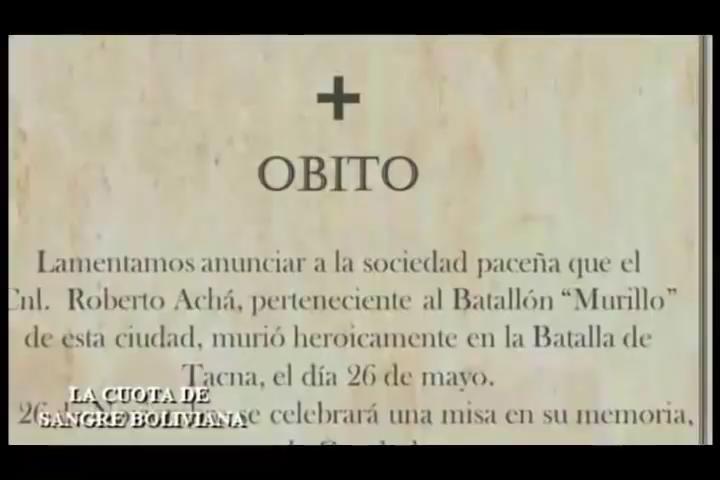 +
OBITO
Lamentamos anunciar a la sociedad paceña que el
Cnl. Roberto Achá, perteneciente al Batallón “Murillo”
de esta ciudad, murió heroicamente en la Batalla de
Tacna, el día 26 de mayo.
26 se celebrará una misa en su memoria,
LA CUOTA DE
SANGRE BOLIVIANA